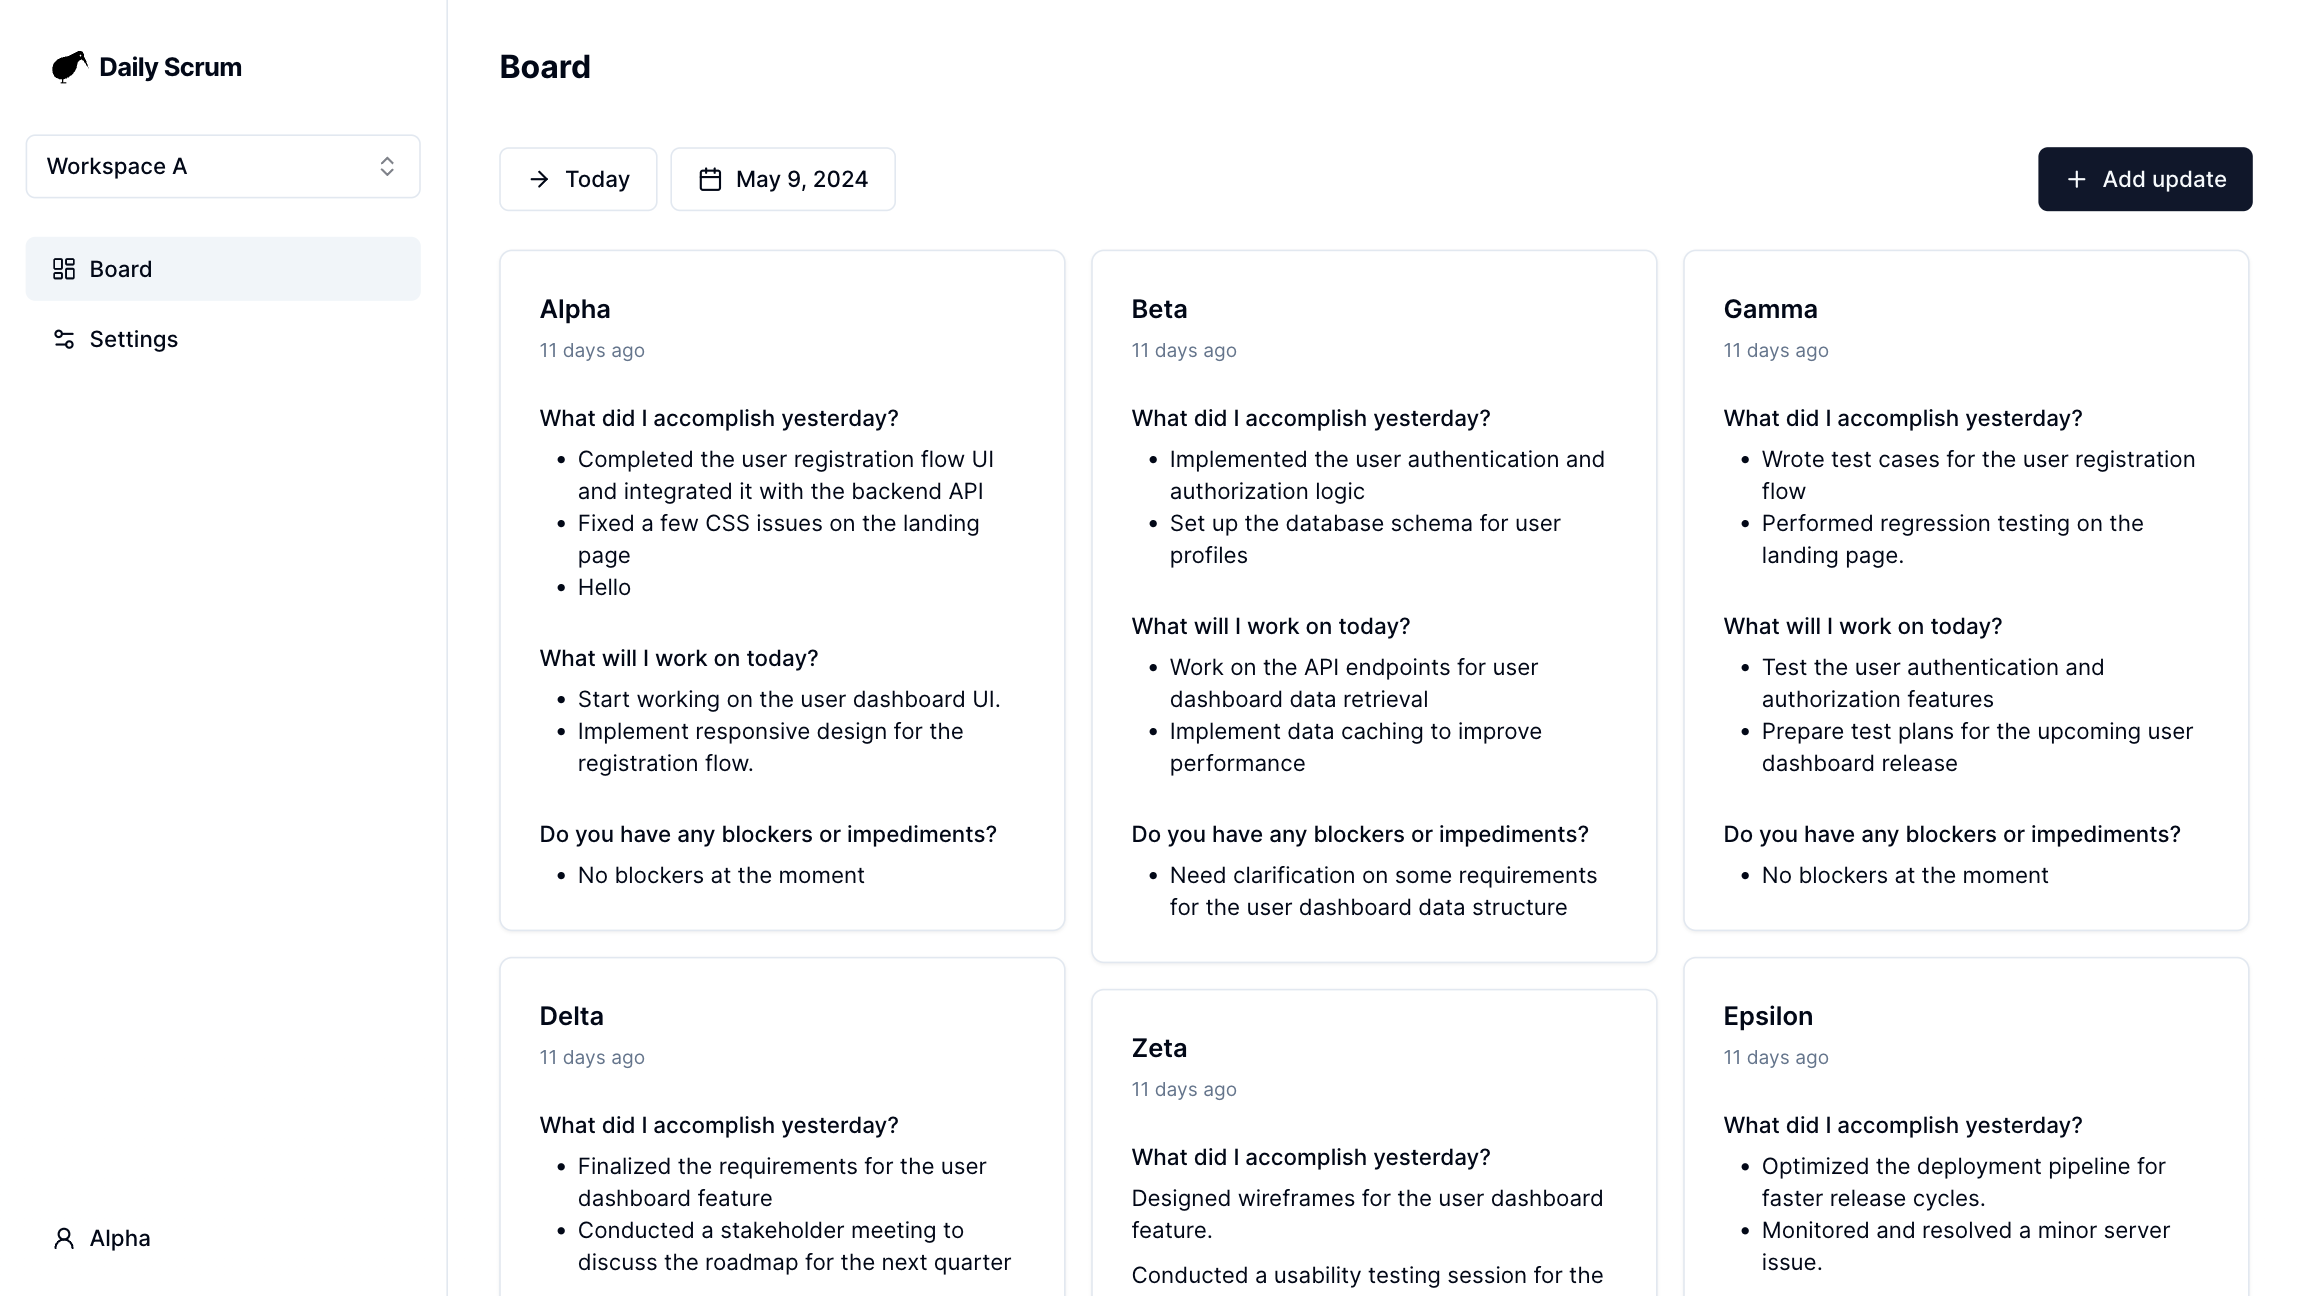 Daily Scrum
Workspace A
Board
Settings
Alpha
Board
Today
May 9, 2024
Add update
Alpha
11 days ago
What did I accomplish yesterday?
• Completed the user registration flow UI
and integrated it with the backend API
• Fixed a few CSS issues on the landing
page
• Hello
What will I work on today?
• Start working on the user dashboard UI.
• Implement responsive design for the
registration flow.
Do you have any blockers or impediments?
• No blockers at the moment
Beta
11 days ago
What did I accomplish yesterday?
• Implemented the user authentication and
authorization logic
• Set up the database schema for user
profiles
What will I work on today?
• Work on the API endpoints for user
dashboard data retrieval
• Implement data caching to improve
performance
Do you have any blockers or impediments?
• Need clarification on some requirements
for the user dashboard data structure
Gamma
11 days ago
What did I accomplish yesterday?
• Wrote test cases for the user registration
flow
• Performed regression testing on the
landing page.
What will I work on today?
• Test the user authentication and
authorization features
• Prepare test plans for the upcoming user
dashboard release
Do you have any blockers or impediments?
• No blockers at the moment
Delta
11 days ago
What did I accomplish yesterday?
• Finalized the requirements for the user
dashboard feature
• Conducted a stakeholder meeting to
discuss the roadmap for the next quarter
Zeta
11 days ago
What did I accomplish yesterday?
Designed wireframes for the user dashboard
feature.
Conducted a usability testing session for the
Epsilon
11 days ago
What did I accomplish yesterday?
• Optimized the deployment pipeline for
faster release cycles.
• Monitored and resolved a minor server
issue.